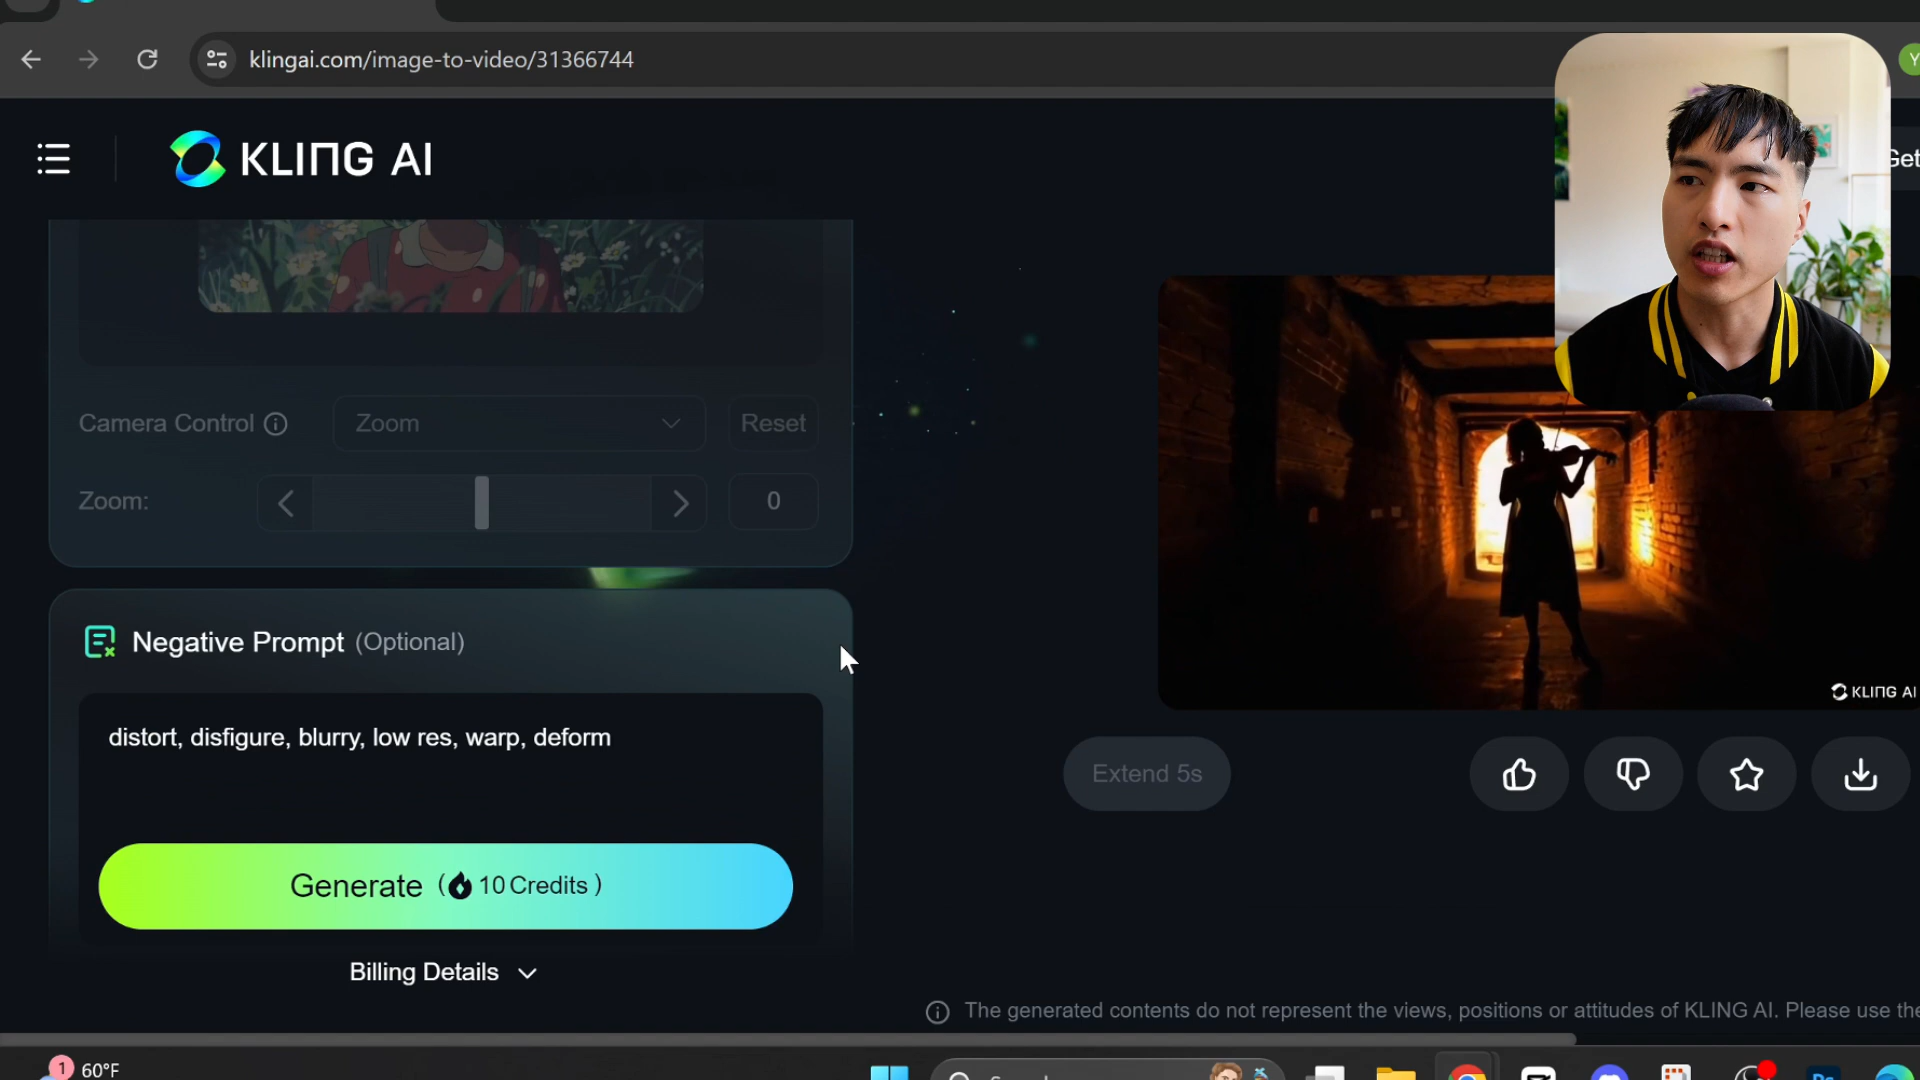 klingai.com/image-to-video/31366744
Y
KLING AI
Get
Camera Control
Zoom
Reset
Zoom:
0
Negative Prompt (Optional)
distort, disfigure, blurry, low res, warp, deform
Generate (10 Credits)
Billing Details
KLING AI
Extend 5s
The generated contents do not represent the views, positions or attitudes of KLING AI. Please use the
1
60°F